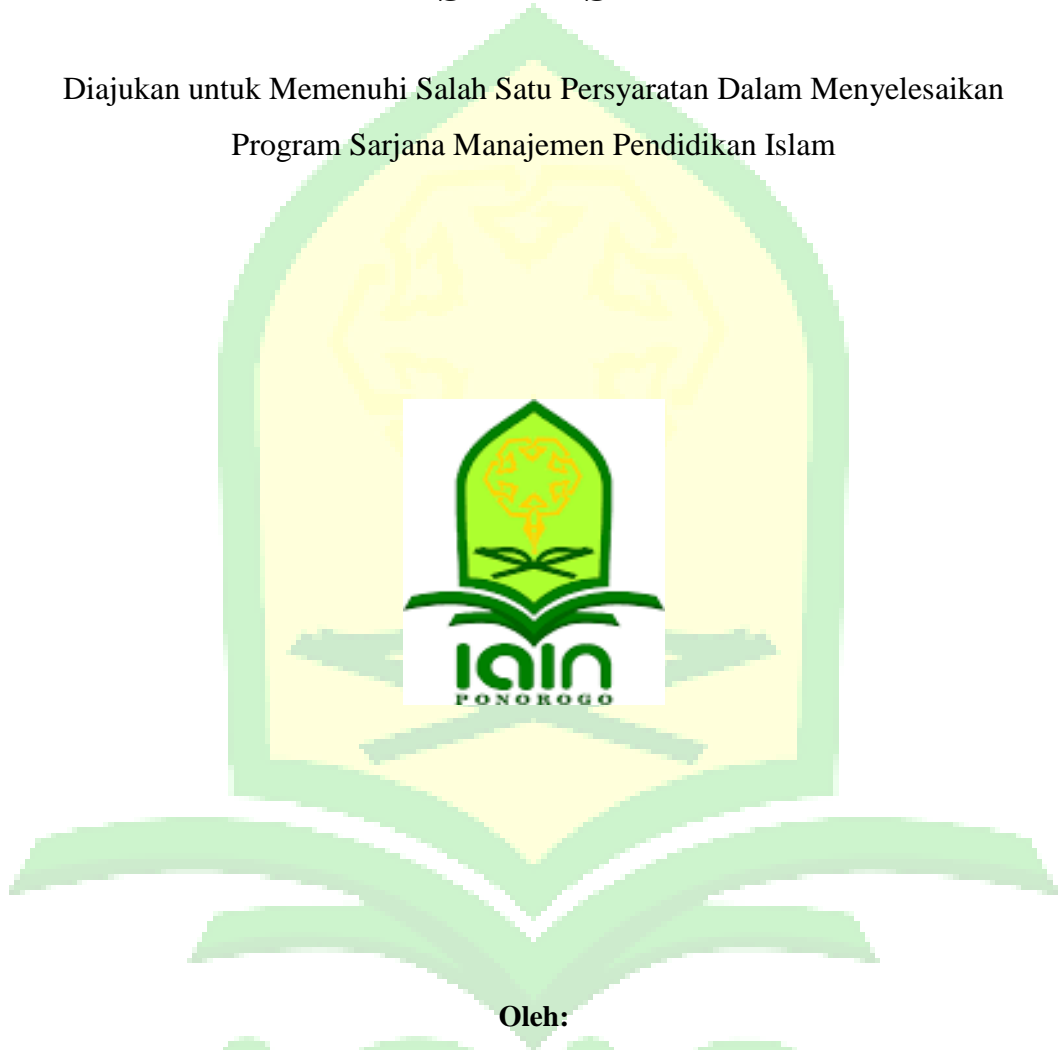 Diajukan untuk Memenuhi Salah Satu Persyaratan Dalam Menyelesaikan
Program Sarjana Manajemen Pendidikan Islam
iain
PONOROGO
Oleh: